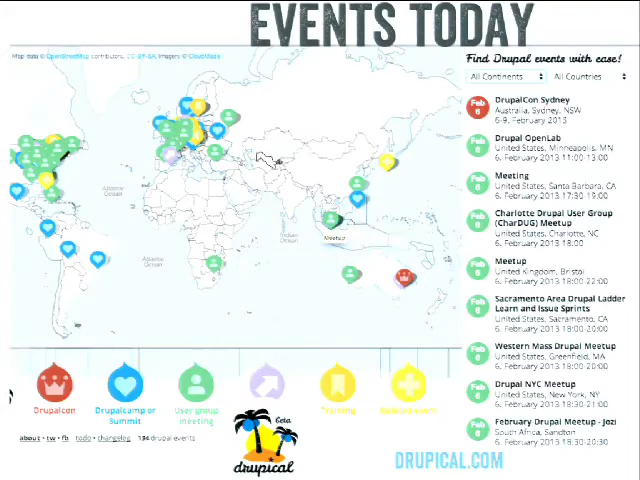 EVENTS TODAY
Map data © OpenStreetMap contributors, CC-BY-SA, Imagery © CloudMade
Find Drupal events with ease!
All Continents
All Countries
Feb
6
DrupalCon Sydney
Australia, Sydney, NSW
6-9. February 2013
Feb
6
Drupal OpenLab
United States, Minneapolis, MN
6. February 2013 11:00-13:00
Feb
6
Meeting
United States, Santa Barbara, CA
6. February 2013 17:30-19:00
Feb
6
Charlotte Drupal User Group
(CharDUG) Meetup
United States, Charlotte, NC
6. February 2013 18:00
Feb
6
Meetup
United Kingdom, Bristol
6. February 2013 18:00-22:00
Feb
6
Sacramento Area Drupal Ladder
Learn and Issue Sprints
United States, Sacramento, CA
6. February 2013 18:00-20:00
Feb
6
Western Mass Drupal Meetup
United States, Greenfield, MA
6. February 2013 18:00-20:00
Feb
6
Drupal NYC Meetup
United States, New York, NY
6. February 2013 18:30-21:00
Feb
6
February Drupal Meetup - Jozi
South Africa, Sandton
6. February 2013 18:30-20:30
Atlantic
Ocean
Atlantic
Ocean
Indian
Ocean
Meetup
Drupalcon
Drupalcamp or
Summit
User group
meeting
Training
Related event
about • tw • fb todo • changelog 134 drupal events
Beta
drupical
DRUPICAL.COM